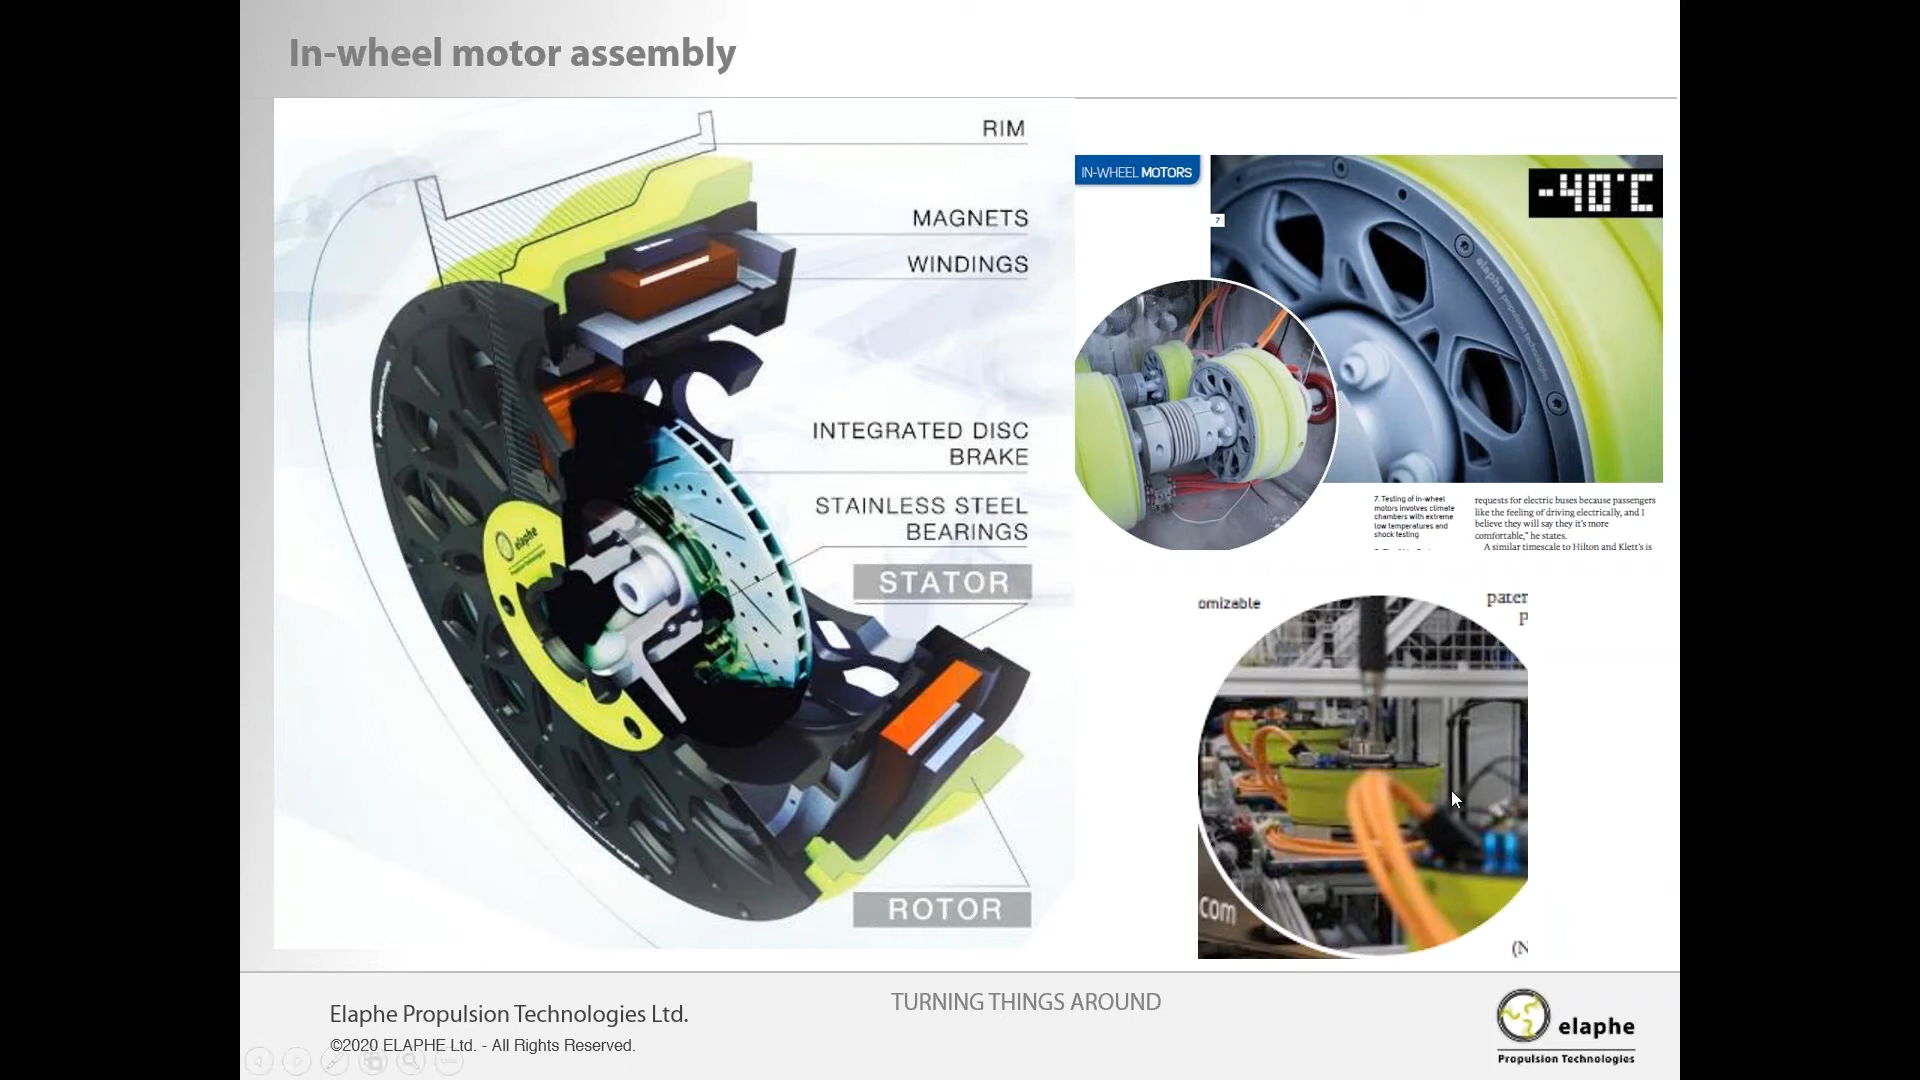 In-wheel motor assembly
RIM
MAGNETS
WINDINGS
INTEGRATED DISC
BRAKE
STAINLESS STEEL
BEARINGS
STATOR
ROTOR
elaphe
IN-WHEEL MOTORS
7
-40°C
elaphe propulsion technologies
7. Testing of in-wheel
motors involves climate
chambers with extreme
low temperatures and
shock testing
requests for electric buses because passengers
like the feeling of driving electrically, and I
believe they will say they it's more
comfortable," he states.
A similar timescale to Hilton and Klett's is
omizable
pater
P
.com
(N
Elaphe Propulsion Technologies Ltd.
©2020 ELAPHE Ltd. - All Rights Reserved.
TURNING THINGS AROUND
elaphe
Propulsion Technologies